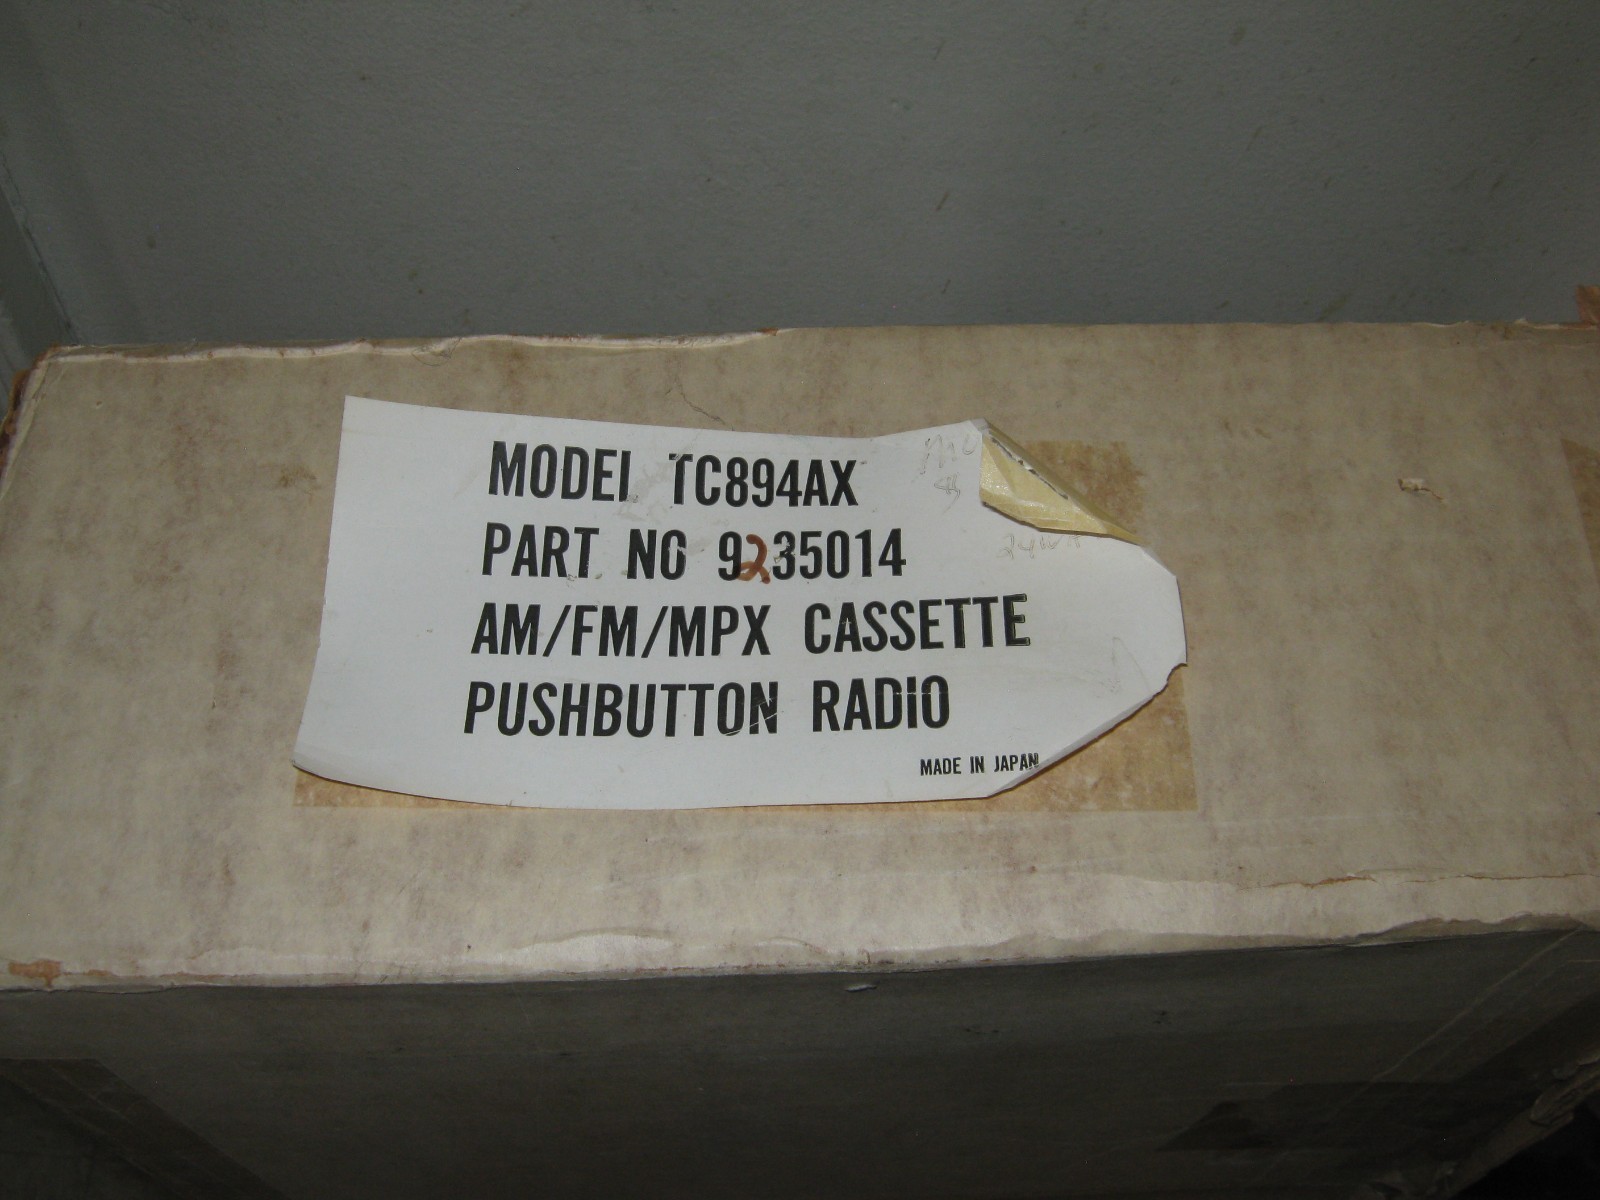 MODEL TC894AX
PART NO 9235014
AM/FM/MPX CASSETTE
PUSHBUTTON RADIO
MADE IN JAPAN